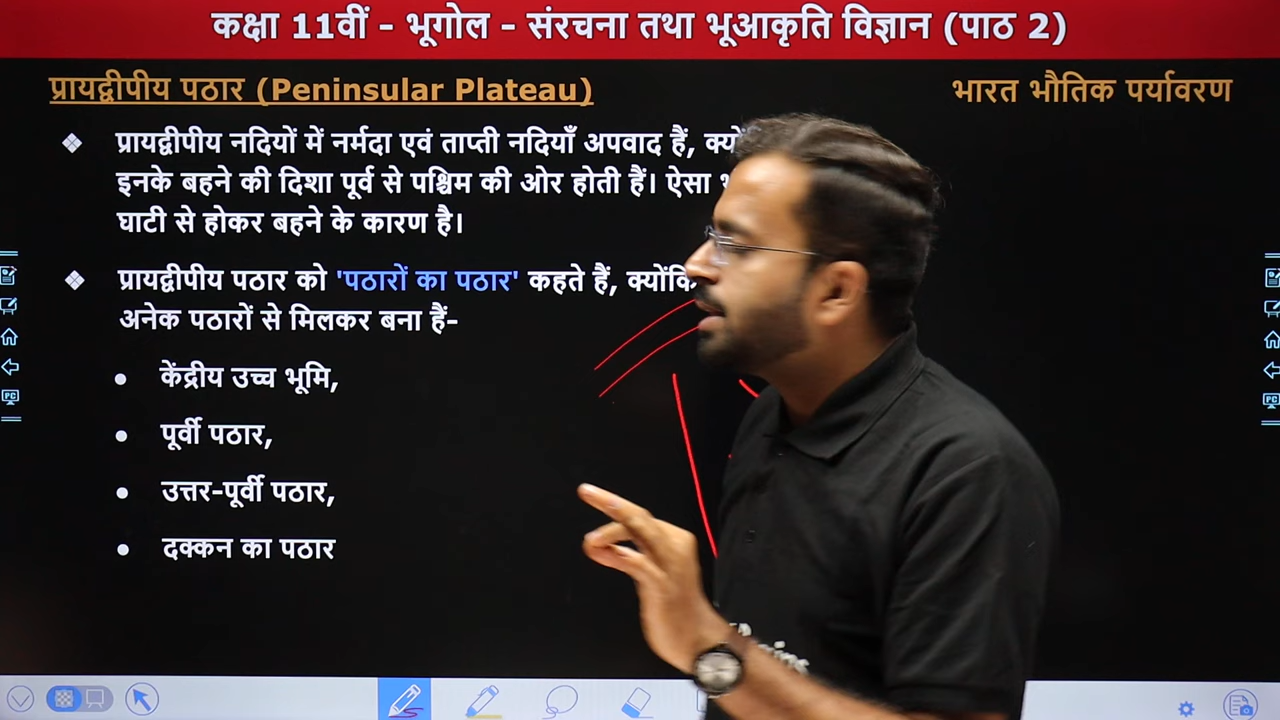 कक्षा 11वीं - भूगोल - संरचना तथा भूआकृति विज्ञान (पाठ 2)
प्रायद्वीपीय पठार (Peninsular Plateau)
भारत भौतिक पर्यावरण
❖ प्रायद्वीपीय नदियों में नर्मदा एवं ताप्ती नदियाँ अपवाद हैं,
इनके बहने की दिशा पूर्व से पश्चिम की ओर होती हैं। ऐसा
घाटी से होकर बहने के कारण है।
❖ प्रायद्वीपीय पठार को 'पठारों का पठार' कहते हैं, क्योंकि
अनेक पठारों से मिलकर बना हैं-
• केंद्रीय उच्च भूमि,
• पूर्वी पठार,
• उत्तर-पूर्वी पठार,
• दक्कन का पठार